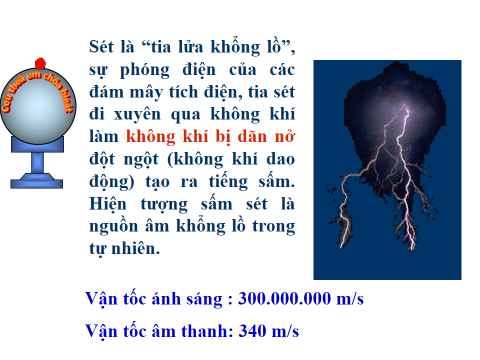 Có thể em chưa biết!
Sét là “tia lửa khổng lồ”,
sự phóng điện của các
đám mây tích điện, tia sét
đi xuyên qua không khí
làm không khí bị dãn nở
đột ngột (không khí dao
động) tạo ra tiếng sấm.
Hiện tượng sấm sét là
nguồn âm khổng lồ trong
tự nhiên.
Vận tốc ánh sáng : 300.000.000 m/s
Vận tốc âm thanh: 340 m/s